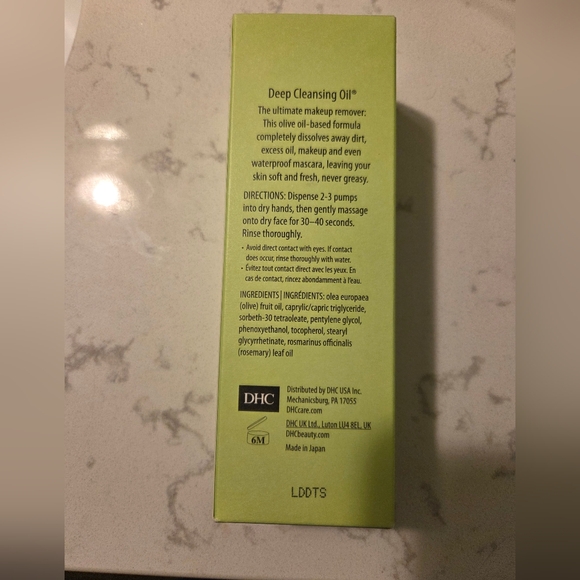 Deep Cleansing Oil®
The ultimate makeup remover:
This olive oil-based formula
completely dissolves away dirt,
excess oil, makeup and even
waterproof mascara, leaving your
skin soft and fresh, never greasy.
DIRECTIONS: Dispense 2-3 pumps
into dry hands, then gently massage
onto dry face for 30–40 seconds.
Rinse thoroughly.
• Avoid direct contact with eyes. If contact
does occur, rinse thoroughly with water.
• Évitez tout contact direct avec les yeux. En
cas de contact, rincez abondamment à l'eau.
INGREDIENTS | INGRÉDIENTS: olea europaea
(olive) fruit oil, caprylic/capric triglyceride,
sorbeth-30 tetraoleate, pentylene glycol,
phenoxyethanol, tocopherol, stearyl
glycyrrhetinate, rosmarinus officinalis
(rosemary) leaf oil
DHC
Distributed by DHC USA Inc.
Mechanicsburg, PA 17055
DHCcare.com
DHC UK Ltd., Luton LU4 8EL, UK
DHCbeauty.com
6M
Made in Japan
LDDTS